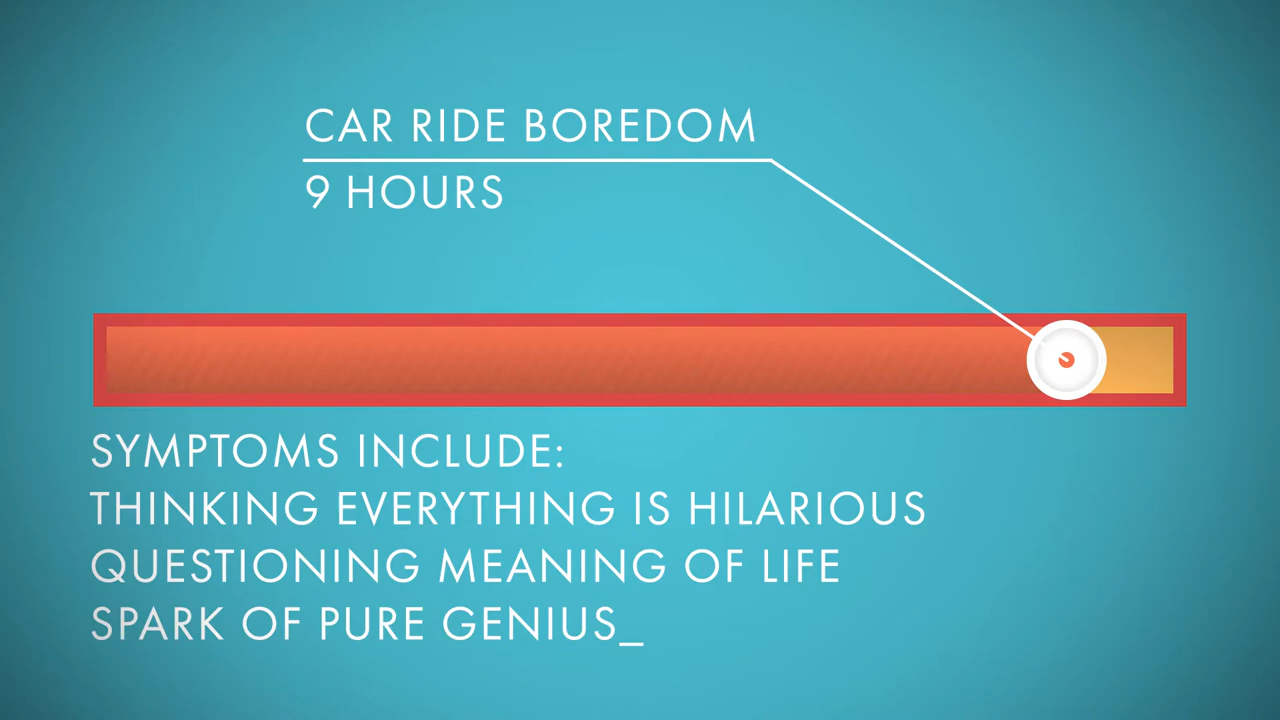 CAR RIDE BOREDOM
9 HOURS
SYMPTOMS INCLUDE:
THINKING EVERYTHING IS HILARIOUS
QUESTIONING MEANING OF LIFE
SPARK OF PURE GENIUS_